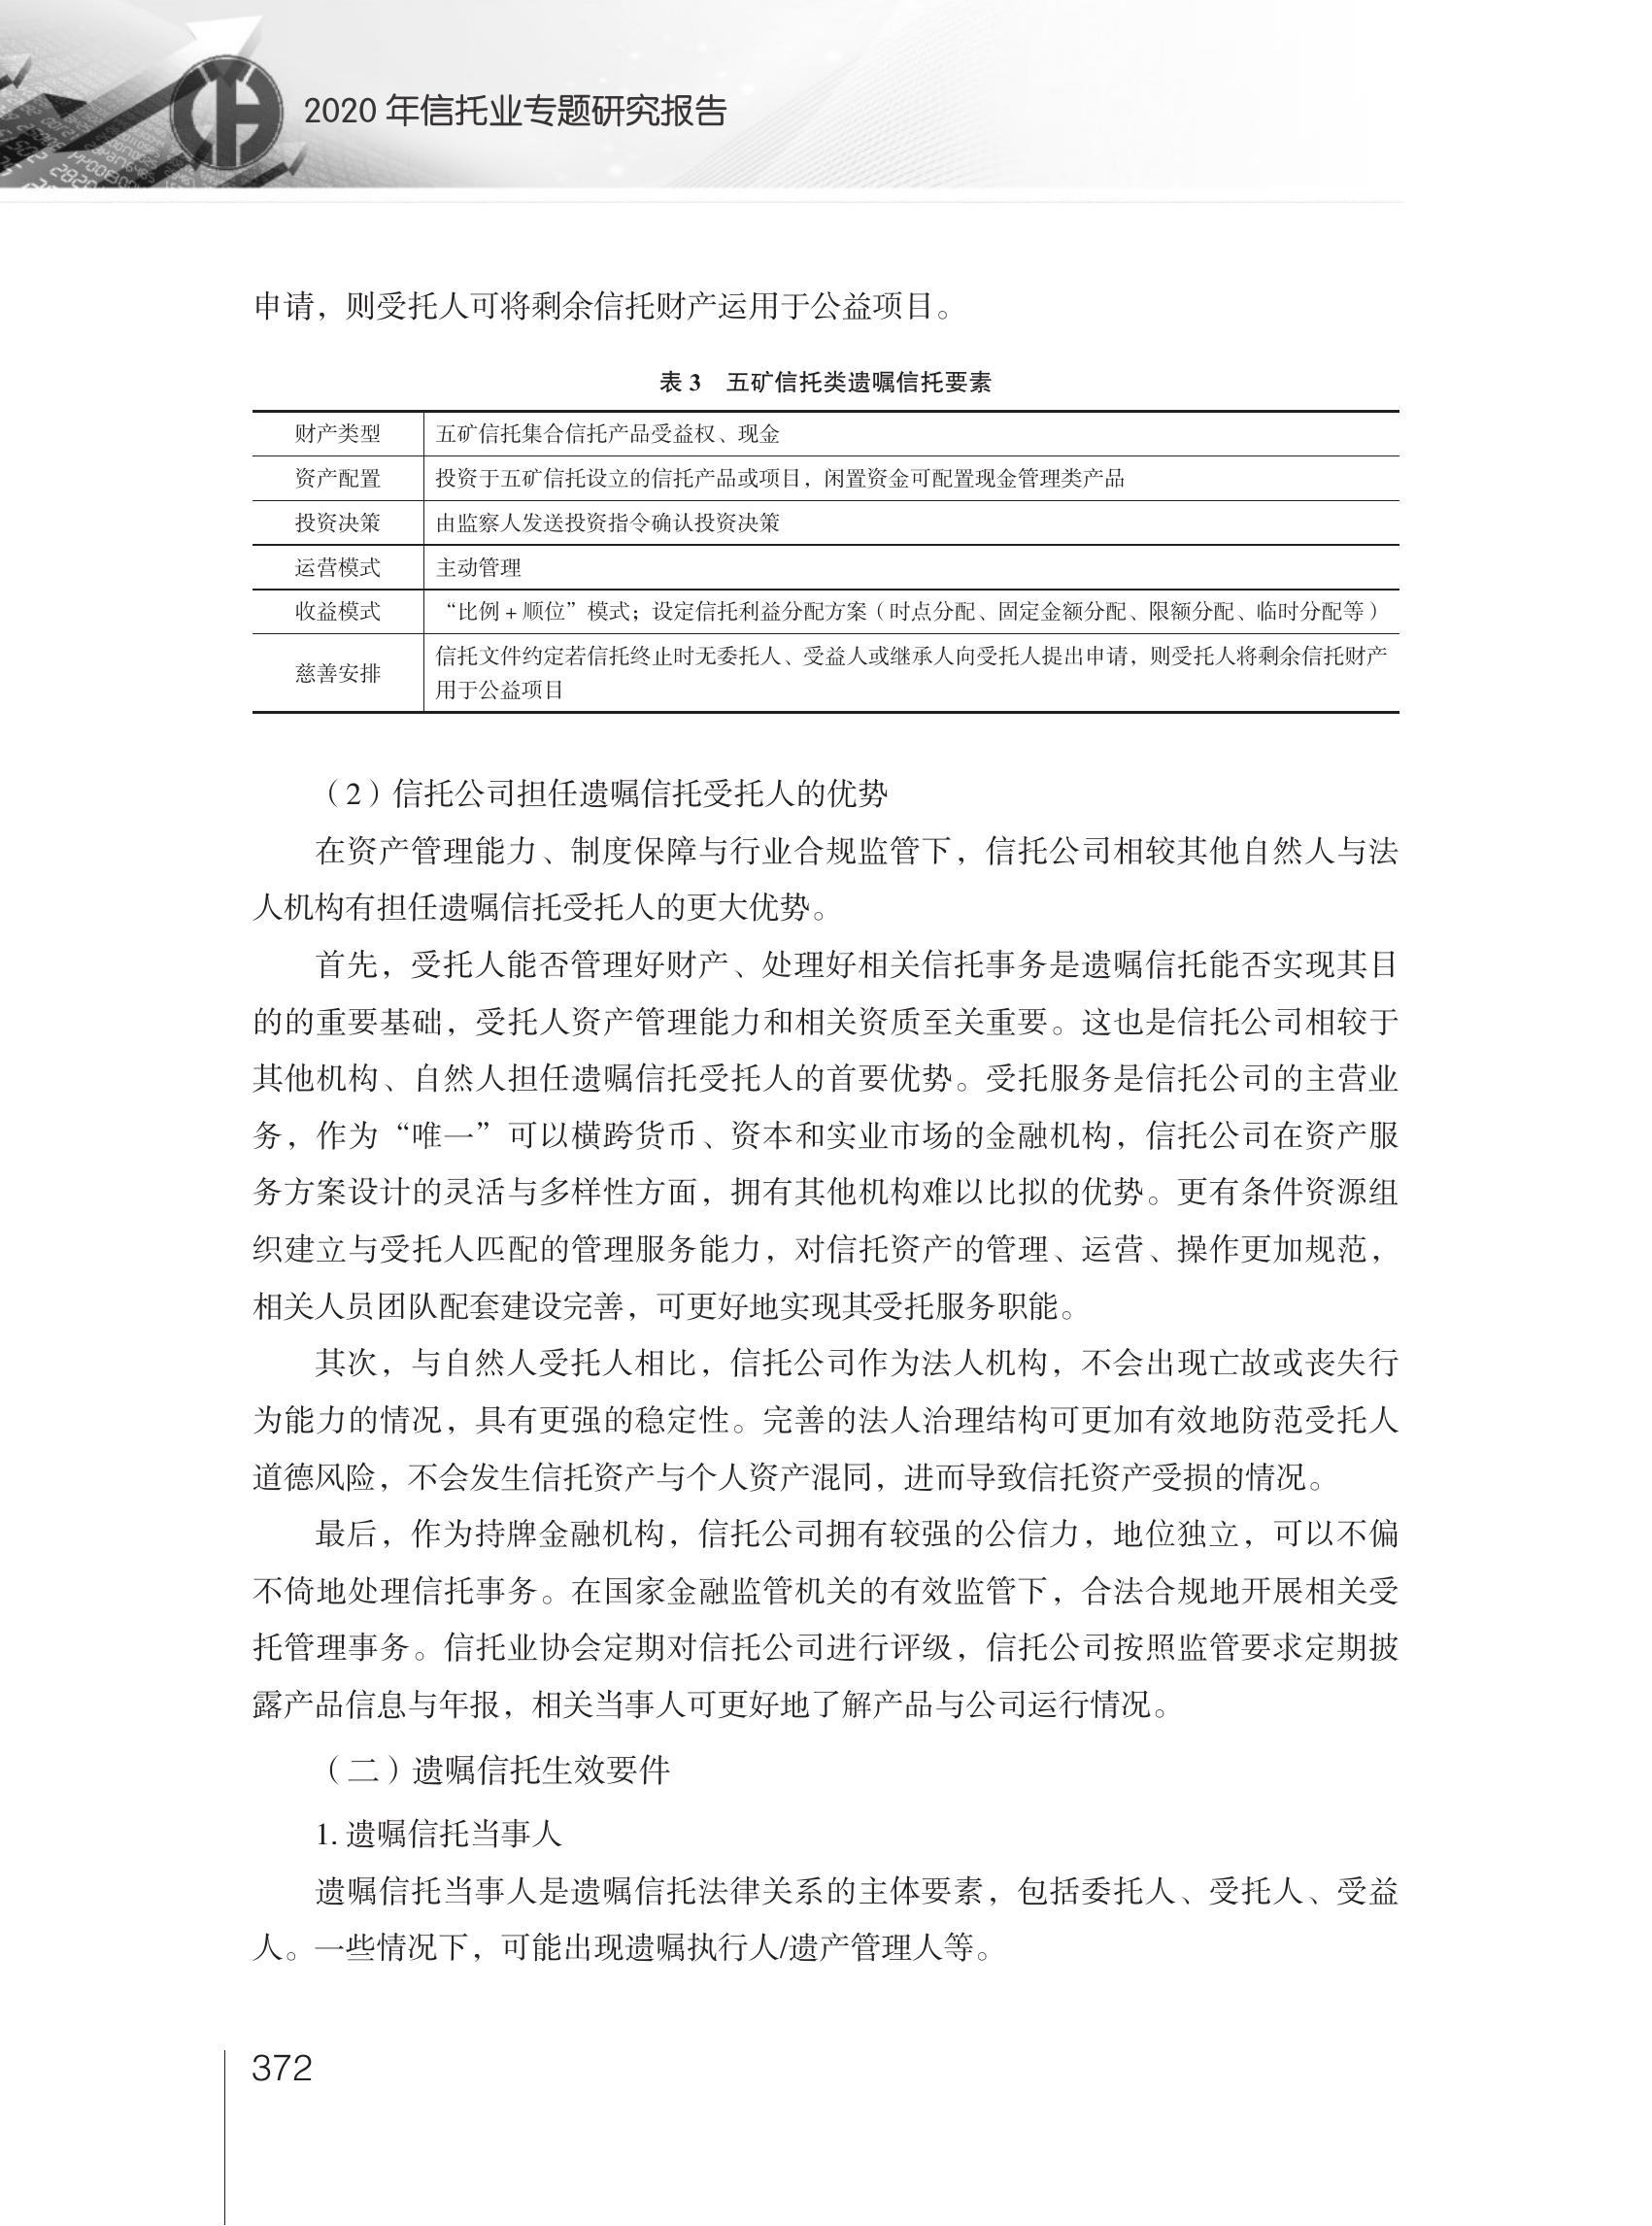 2020 年信托业专题研究报告
申请，则受托人可将剩余信托财产运用于公益项目。
表 3　五矿信托类遗嘱信托要素
财产类型　五矿信托集合信托产品受益权、现金
资产配置　投资于五矿信托设立的信托产品或项目，闲置资金可配置现金管理类产品
投资决策　由监察人发送投资指令确认投资决策
运营模式　主动管理
收益模式　“比例 + 顺位”模式；设定信托利益分配方案（时点分配、固定金额分配、限额分配、临时分配等）
慈善安排　信托文件约定若信托终止时无委托人、受益人或继承人向受托人提出申请，则受托人将剩余信托财产
用于公益项目
（2）信托公司担任遗嘱信托受托人的优势
在资产管理能力、制度保障与行业合规监管下，信托公司相较其他自然人与法
人机构有担任遗嘱信托受托人的更大优势。
首先，受托人能否管理好财产、处理好相关信托事务是遗嘱信托能否实现其目
的的重要基础，受托人资产管理能力和相关资质至关重要。这也是信托公司相较于
其他机构、自然人担任遗嘱信托受托人的首要优势。受托服务是信托公司的主营业
务，作为“唯一”可以横跨货币、资本和实业市场的金融机构，信托公司在资产服
务方案设计的灵活与多样性方面，拥有其他机构难以比拟的优势。更有条件资源组
织建立与受托人匹配的管理服务能力，对信托资产的管理、运营、操作更加规范，
相关人员团队配套建设完善，可更好地实现其受托服务职能。
其次，与自然人受托人相比，信托公司作为法人机构，不会出现亡故或丧失行
为能力的情况，具有更强的稳定性。完善的法人治理结构可更加有效地防范受托人
道德风险，不会发生信托资产与个人资产混同，进而导致信托资产受损的情况。
最后，作为持牌金融机构，信托公司拥有较强的公信力，地位独立，可以不偏
不倚地处理信托事务。在国家金融监管机关的有效监管下，合法合规地开展相关受
托管理事务。信托业协会定期对信托公司进行评级，信托公司按照监管要求定期披
露产品信息与年报，相关当事人可更好地了解产品与公司运行情况。
（二）遗嘱信托生效要件
1. 遗嘱信托当事人
遗嘱信托当事人是遗嘱信托法律关系的主体要素，包括委托人、受托人、受益
人。一些情况下，可能出现遗嘱执行人/遗产管理人等。
372